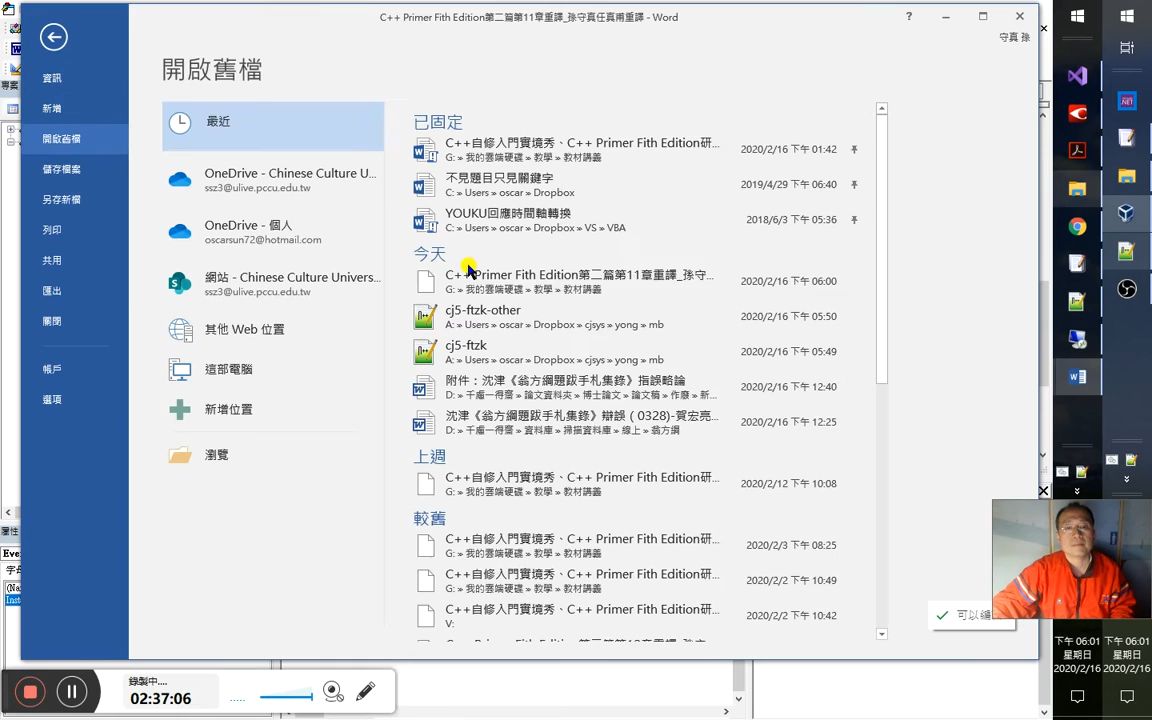 C++ Primer Fith Edition第二篇第11章重譯_孫守真任真甫重譯 - Word
?
守真 孫
資訊
新增
開啟舊檔
儲存檔案
另存新檔
列印
共用
匯出
關閉
帳戶
選項
開啟舊檔
最近
OneDrive - Chinese Culture U...
ssz3@ulive.pccu.edu.tw
OneDrive - 個人
oscarsun72@hotmail.com
網站 - Chinese Culture Univers...
ssz3@ulive.pccu.edu.tw
其他 Web 位置
這部電腦
新增位置
瀏覽
已固定
C++自修入門實境秀、C++ Primer Fith Edition研...
G: » 我的雲端硬碟 » 教學 » 教材講義
2020/2/16 上午 01:42
不見題目只見關鍵字
C: » Users » oscar » Dropbox
2019/4/29 下午 06:40
YOUKU回應時間軸轉換
C: » Users » oscar » Dropbox » VS » VBA
2018/6/3 下午 05:36
今天
C++ Primer Fith Edition第二篇第11章重譯_孫守...
G: » 我的雲端硬碟 » 教學 » 教材講義
2020/2/16 下午 06:00
cj5-ftzk-other
A: » Users » oscar » Dropbox » cjsys » yong » mb
2020/2/16 下午 05:50
cj5-ftzk
A: » Users » oscar » Dropbox » cjsys » yong » mb
2020/2/16 下午 05:49
附件：沈津《翁方綱題跋手札集錄》指誤略論
D: » 千慮一得齋 » 論文資料夾 » 博士論文 » 論文稿 » 作廢 » 新...
2020/2/16 下午 12:40
沈津《翁方綱題跋手札集錄》辯誤（0328)-賀宏亮...
D: » 千慮一得齋 » 資料庫 » 掃描資料庫 » 線上 » 翁方綱
2020/2/16 下午 12:25
上週
C++自修入門實境秀、C++ Primer Fith Edition研...
G: » 我的雲端硬碟 » 教學 » 教材講義
2020/2/12 下午 10:08
較舊
C++自修入門實境秀、C++ Primer Fith Edition研...
G: » 我的雲端硬碟 » 教學 » 教材講義
2020/2/3 下午 08:25
C++自修入門實境秀、C++ Primer Fith Edition研...
G: » 我的雲端硬碟 » 教學 » 教材講義
2020/2/2 下午 10:49
C++自修入門實境秀、C++ Primer Fith Edition研...
V:
2020/2/2 下午 10:42
可以編
專案
屬性
Eve
字母
(Na
Inst
錄製中....
02:37:06
下午 06:01
星期日
2020/2/16
下午 06:01
星期日
2020/2/16